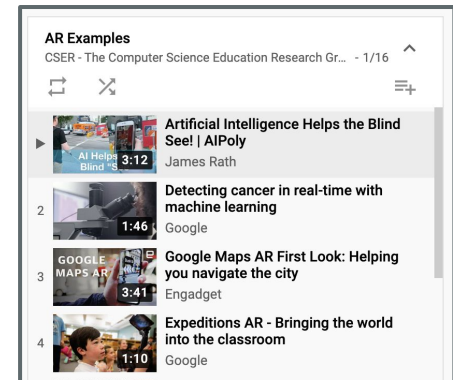 AR Examples
CSER - The Computer Science Education Research Gr... - 1/16
AI Helps
Blind "S
3:12
Artificial Intelligence Helps the Blind
See! | AIPoly
James Rath
2
1:46
Detecting cancer in real-time with
machine learning
Google
3
GOOGLE
MAPS AR
3:41
Google Maps AR First Look: Helping
you navigate the city
Engadget
4
1:10
Expeditions AR - Bringing the world
into the classroom
Google